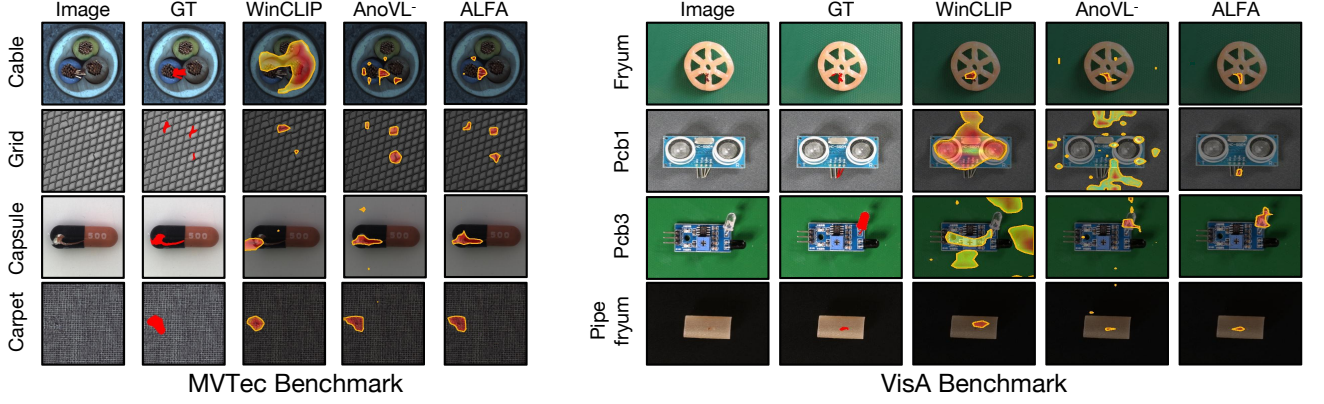 Image GT WinCLIP AnoVL- ALFA
Cable
Grid
Capsule
500
Carpet
MVTec Benchmark
Image GT WinCLIP AnoVL- ALFA
Fryum
Pcb1
Pcb3
Pipe
fryum
VisA Benchmark